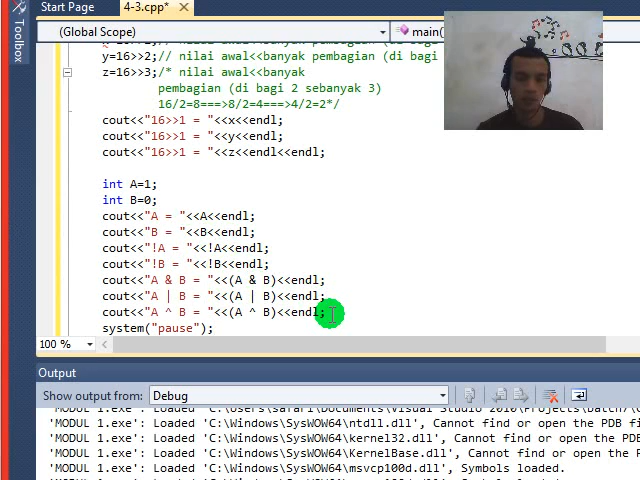 Start Page 4-3.cpp*
Toolbox
(Global Scope) main(
y=16>>2;// nilai awal<<banyak pembagian (di bagi
z=16>>3;/* nilai awal<<banyak
pembagian (di bagi 2 sebanyak 3)
16/2=8===>8/2=4===>4/2=2*/
cout<<"16>>1 = "<<x<<endl;
cout<<"16>>1 = "<<y<<endl;
cout<<"16>>1 = "<<z<<endl<<endl;
int A=1;
int B=0;
cout<<"A = "<<A<<endl;
cout<<"B = "<<B<<endl;
cout<<"!A = "<<!A<<endl;
cout<<"!B = "<<!B<<endl;
cout<<"A & B = "<<(A & B)<<endl;
cout<<"A | B = "<<(A | B)<<endl;
cout<<"A ^ B = "<<(A ^ B)<<endl;
system("pause");
100 %
Output
Show output from: Debug
'MODUL 1.exe': Loaded
'MODUL 1.exe': Loaded 'C:\Windows\SysWOW64\ntdll.dll', Cannot find or open the PDB fi
'MODUL 1.exe': Loaded 'C:\Windows\SysWOW64\kernel32.dll', Cannot find or open the PDB
'MODUL 1.exe': Loaded 'C:\Windows\SysWOW64\KernelBase.dll', Cannot find or open the P
'MODUL 1.exe': Loaded 'C:\Windows\SysWOW64\msvcp100d.dll', Symbols loaded.